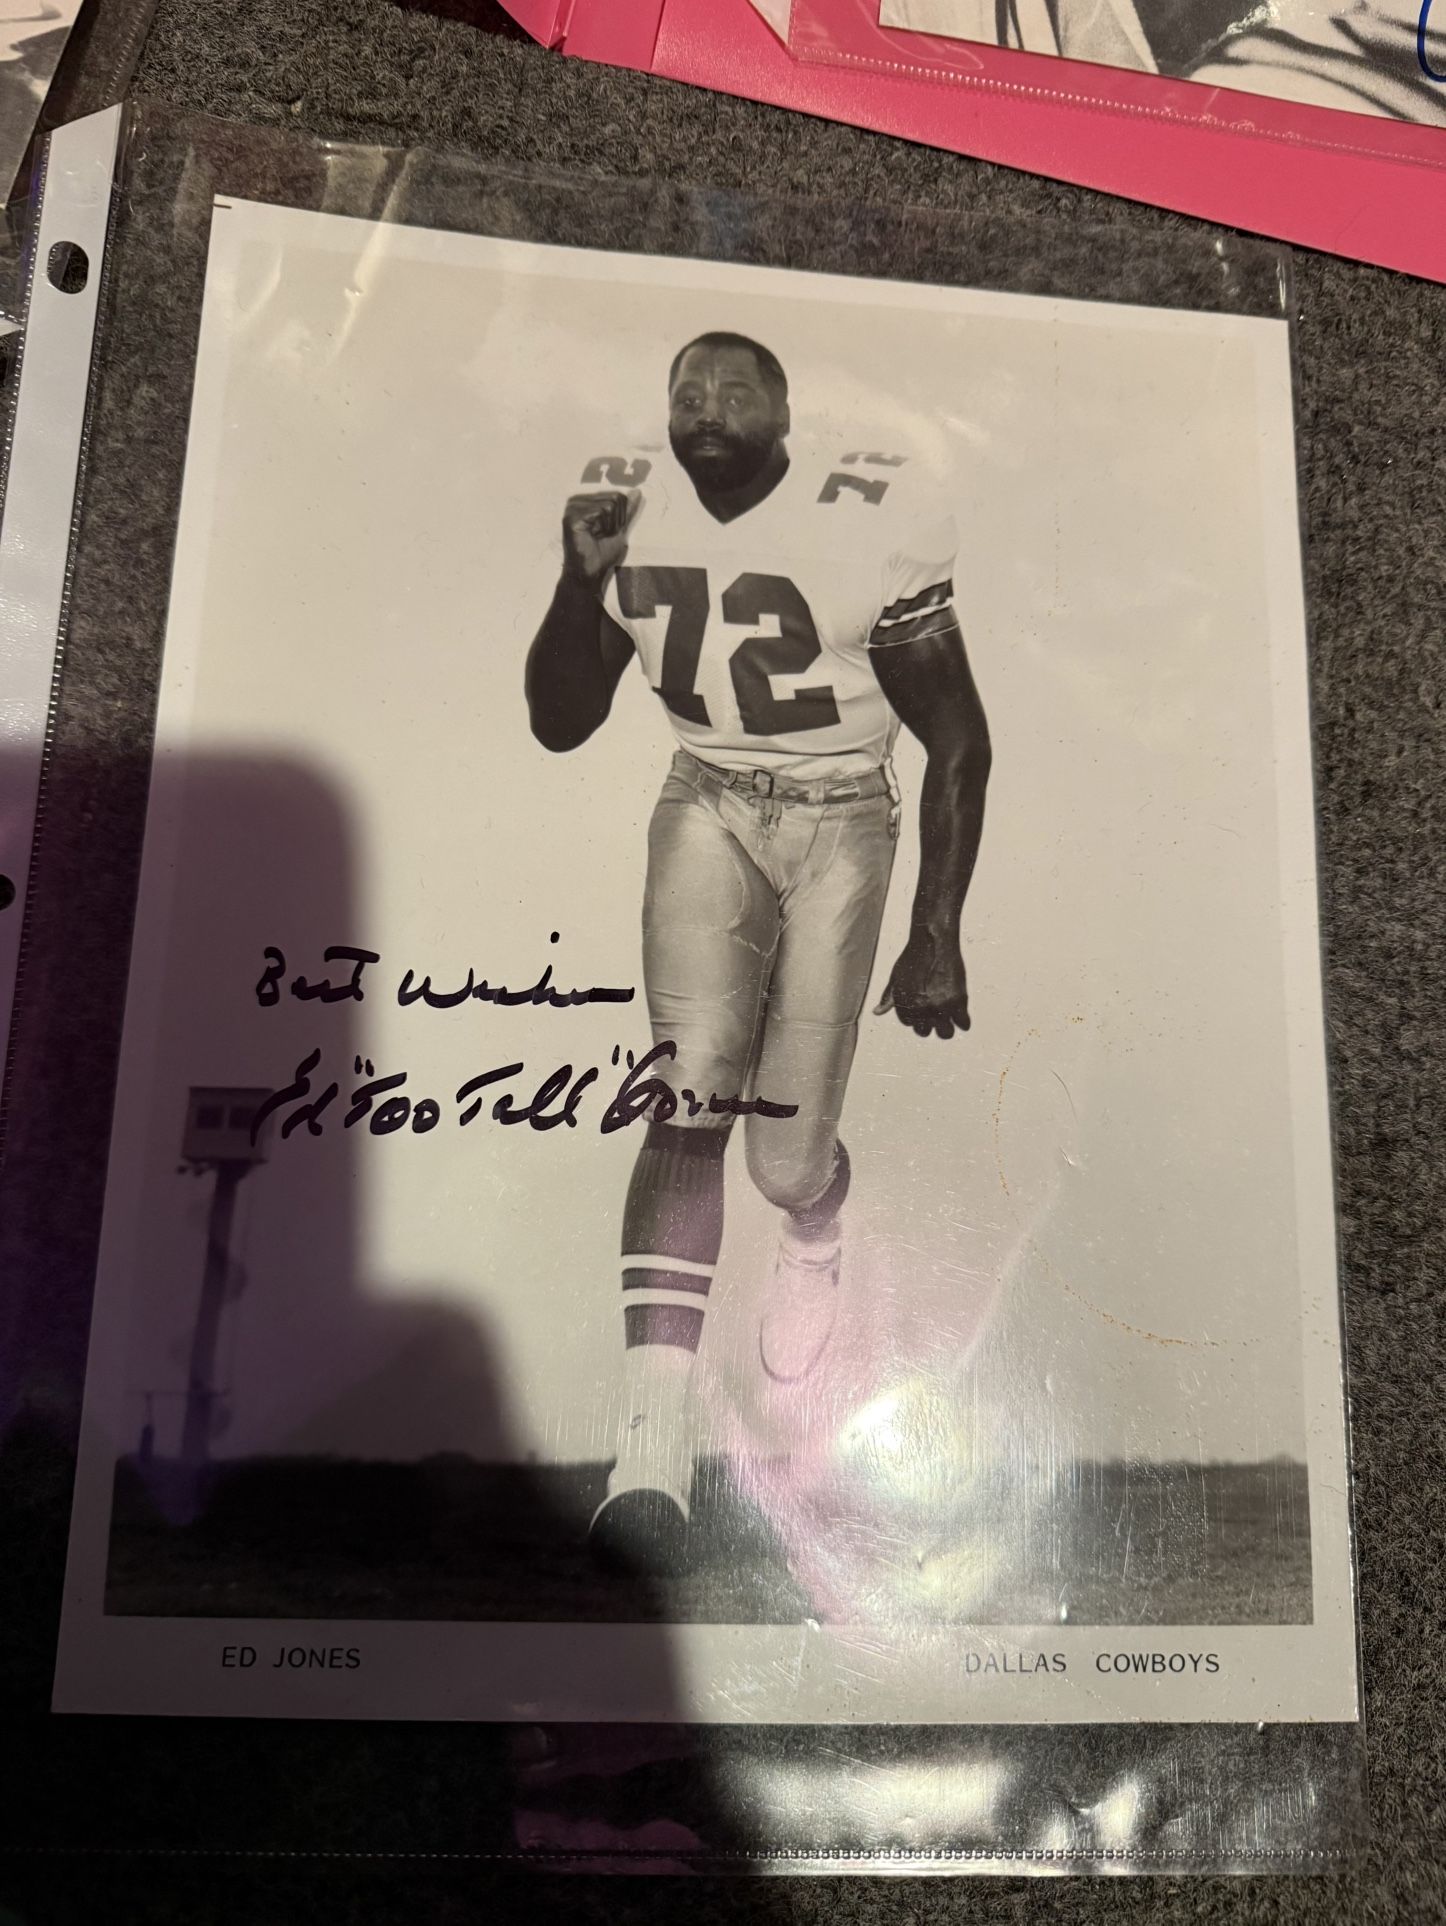 72 72
72
Best Wishes
Ed "Too Tall" Jones
ED JONES DALLAS COWBOYS